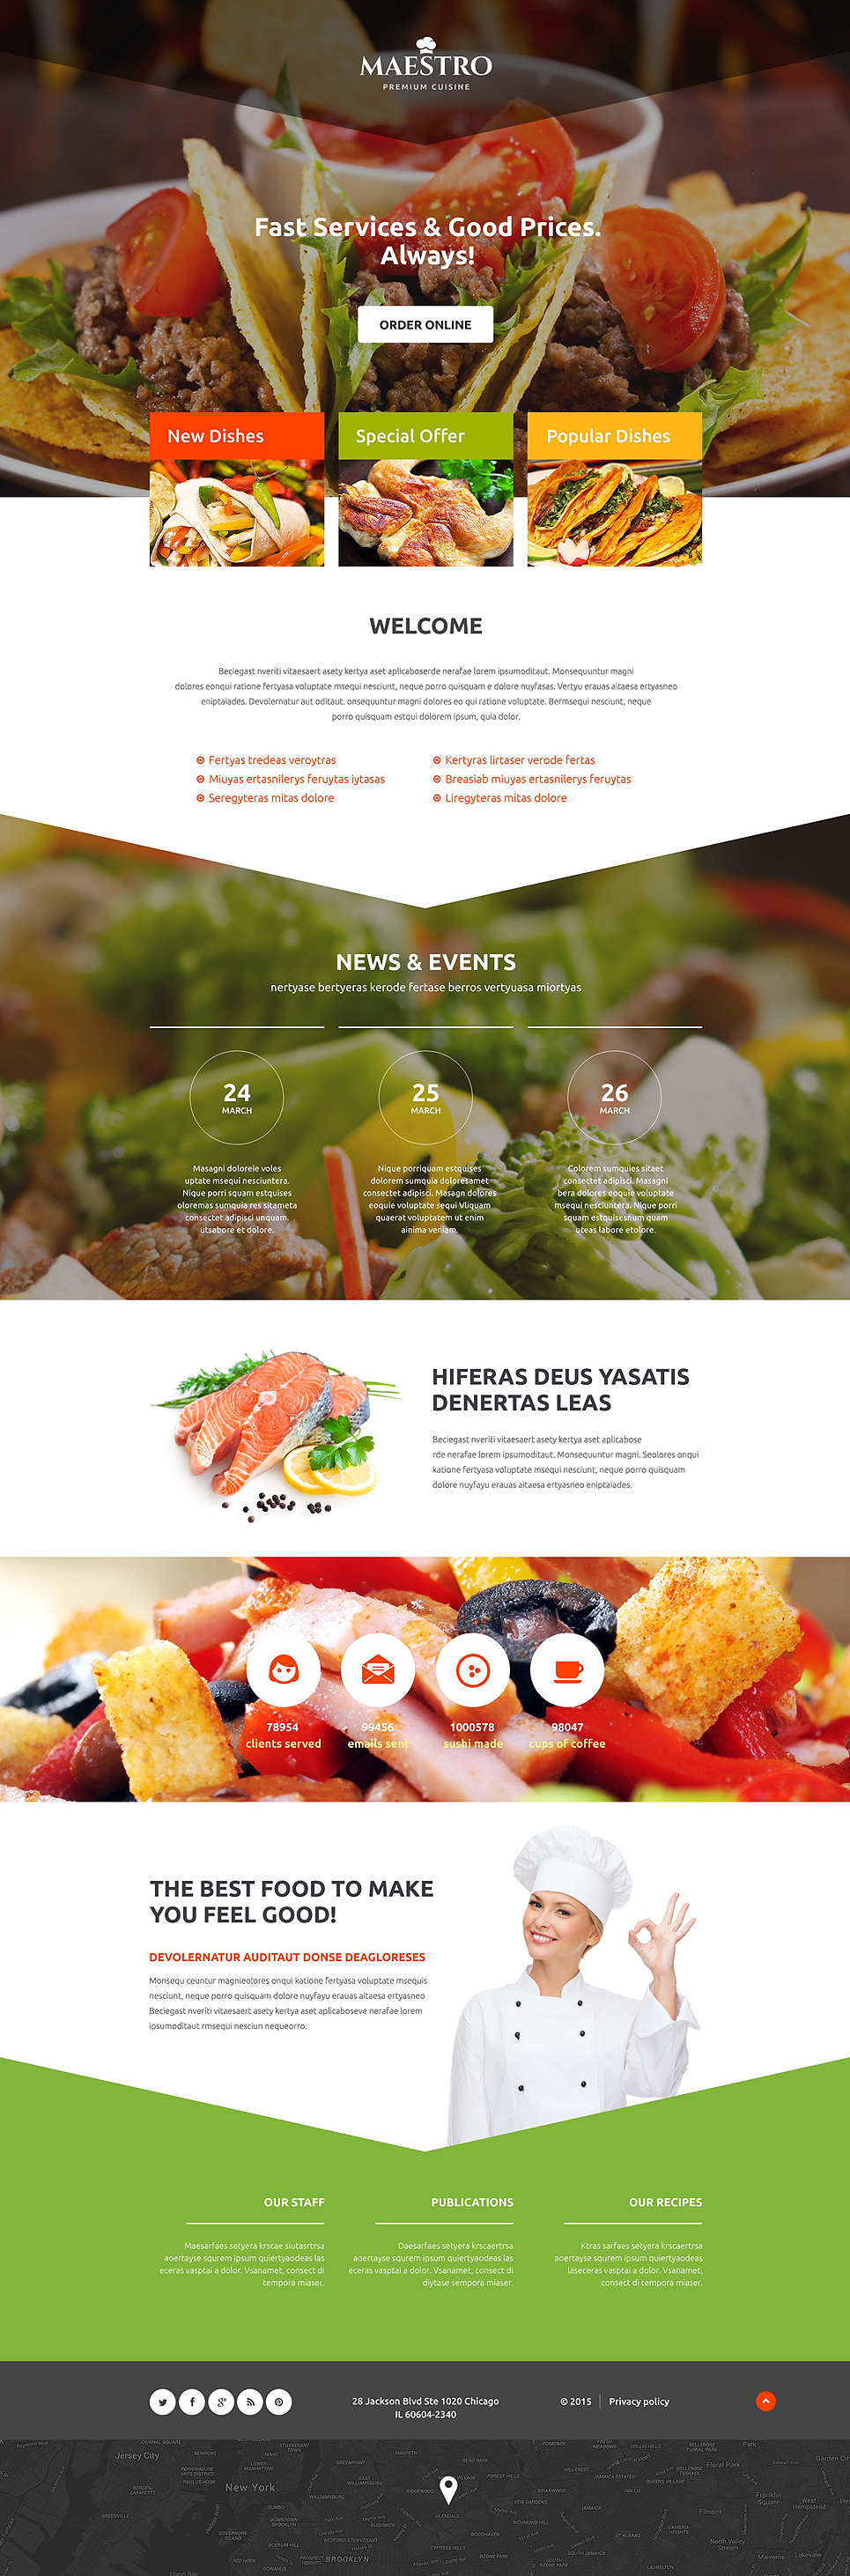 MAESTRO
PREMIUM CUISINE
Fast Services & Good Prices.
Always!
ORDER ONLINE
New Dishes
Special Offer
Popular Dishes
WELCOME
Beciegast nveriti vitaesaert asety kertya aset aplicaboserde nerafae lorem ipsumoditaut. Monsequuntur magni
dolores eonqui ratione fertyasa voluptate msequi nesciunt, neque porro quisquam e dolore nuyfasas. Vertyu erauas aitaesa ertyasneo
eniptaiades. Devolernatur aut oditaut. onsequuntur magni dolores eo qui ratione voluptate. Bermsequi nesciunt, neque
porro quisquam estqui dolorem ipsum, quia dolor.
Fertyas tredeas veroytras
Miuyas ertasnilerys feruytas iytasas
Seregyteras mitas dolore
Kertyras lirtaser verode fertas
Breasiab miuyas ertasnilerys feruytas
Liregyteras mitas dolore
NEWS & EVENTS
nertyase bertyeras kerode fertase berros vertyuasa miortyas
24
MARCH
Masagni doloreie voles
uptate msequi nesciuntera.
Nique porri squam estquises
oloremas sumquia res sitameta
consectet adipisci unquam.
utsabore et dolore.
25
MARCH
Nique porriquam estquises
dolorem sumquia doloresamet
consectet adipisci. Masagn dolores
eoquie voluptate sequi Vliquam
quaerat voluptatem ut enim
ainima veniam.
26
MARCH
Colorem sumquies sitaet
consectet adipisci. Masagni
bera dolores eoquie voluptate
msequi nesciuntera. Nique porri
squam estquisesnum quam
uteas labore etolore.
HIFERAS DEUS YASATIS
DENERTAS LEAS
Beciegast nveriti vitaesaert asety kertya aset aplicabose
rde nerafae lorem ipsumoditaut. Monsequuntur magni. Seolores onqui
katione fertyasa voluptate msequi nesciunt, neque porro quisquam
dolore nuyfayu erauas aitaesa ertyasneo eniptaiades.
78954
clients served
99456
emails sent
1000578
sushi made
98047
cups of coffee
THE BEST FOOD TO MAKE
YOU FEEL GOOD!
DEVOLERNATUR AUDITAUT DONSE DEAGLORESES
Monsequ ceuntur magnieolores onqui katione fertyasa voluptate msequis
nesciunt, neque porro quisquam dolore nuyfayu erauas aitaesa ertyasneo
Beciegast nveriti vitaesaert asety kertya aset aplicaboseve nerafae lorem
ipsumoditaut rmsequi nesciun nequeorro.
OUR STAFF
Maesarfaes setyera krscae siutasrtrsa
aoertayse squrem ipsum quiertyaodeas las
eceras vasptai a dolor. Vsanamet, consect di
tempora miaser.
PUBLICATIONS
Daesarfaes setyera krscaertrsa
aoertayse squrem ipsum quiertyaodeas las
eceras vasptai a dolor. Vsanamet, consect di
diytase sempora miaser.
OUR RECIPES
Ktras sarfaes setyera krscaertrsa
aoertayse squrem ipsum quiertyaodeas
laseceras vasptai a dolor. Vsanamet,
consect di tempora miaser.
28 Jackson Blvd Ste 1020 Chicago
IL 60604-2340
© 2015
Privacy policy
Jersey City
New York
BROOKLYN
GLENDALE
Floral Park
Garden City
Franklin
Square
West
Hempstead
Elmont
North Valley
Stream
Malverne
Lakeview
JAMAICA